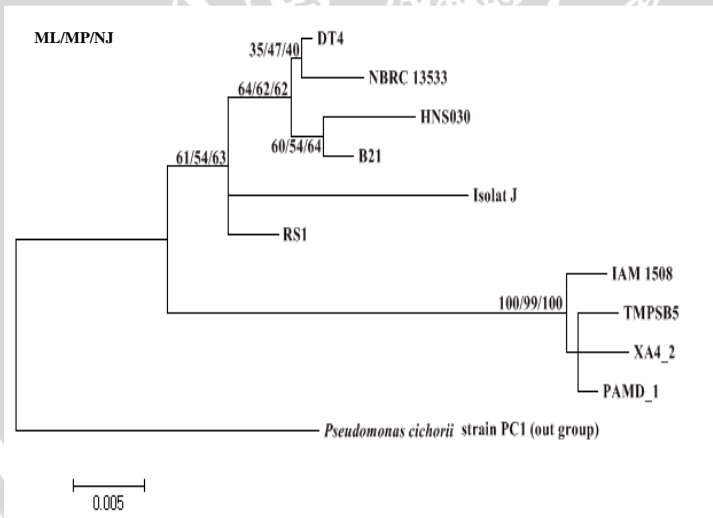 ML/MP/NJ
DT4
35/47/40
NBRC 13533
64/62/62
HNS030
60/54/64
B21
61/54/63
Isolat J
RS1
IAM 1508
100/99/100
TMPSB5
XA4_2
PAMD_1
Pseudomonas cichorii strain PC1 (out group)
0.005